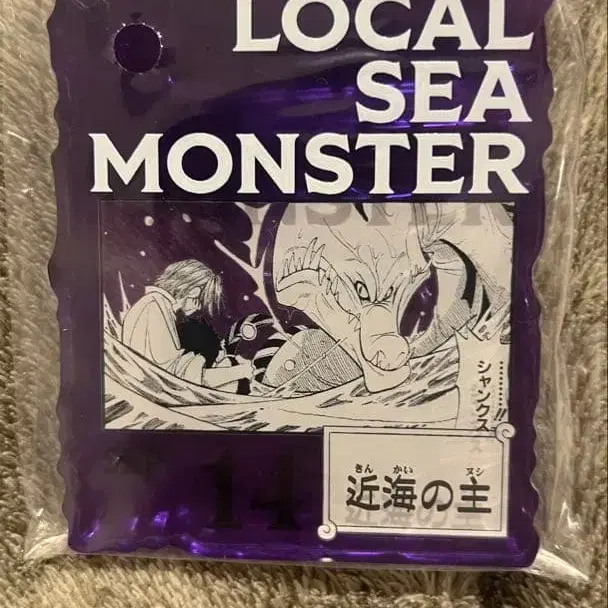 LOCAL
SEA
MONSTER
………!!
シャンクス
14
きん かい ヌシ
近海の主